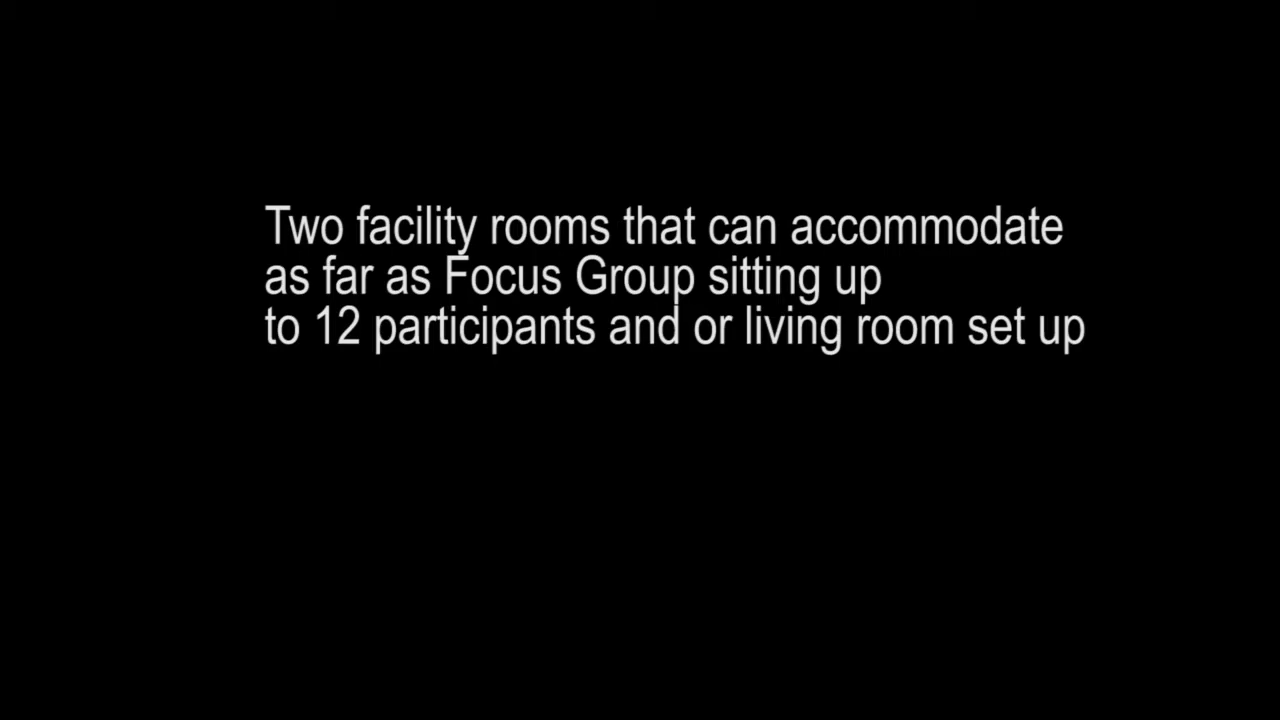 Two facility rooms that can accommodate
as far as Focus Group sitting up
to 12 participants and or living room set up